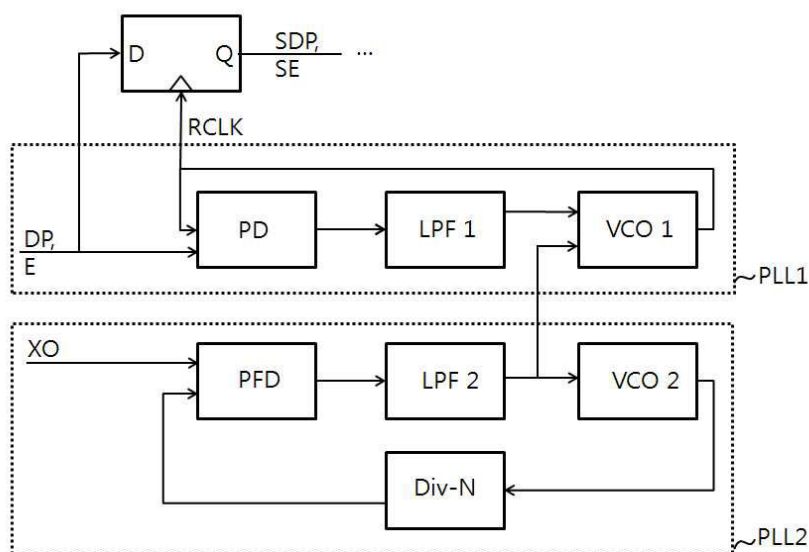 D
Q
SDP,
SE
...
RCLK
DP,
E
PD
LPF 1
VCO 1
PLL1
XO
PFD
LPF 2
VCO 2
Div-N
PLL2